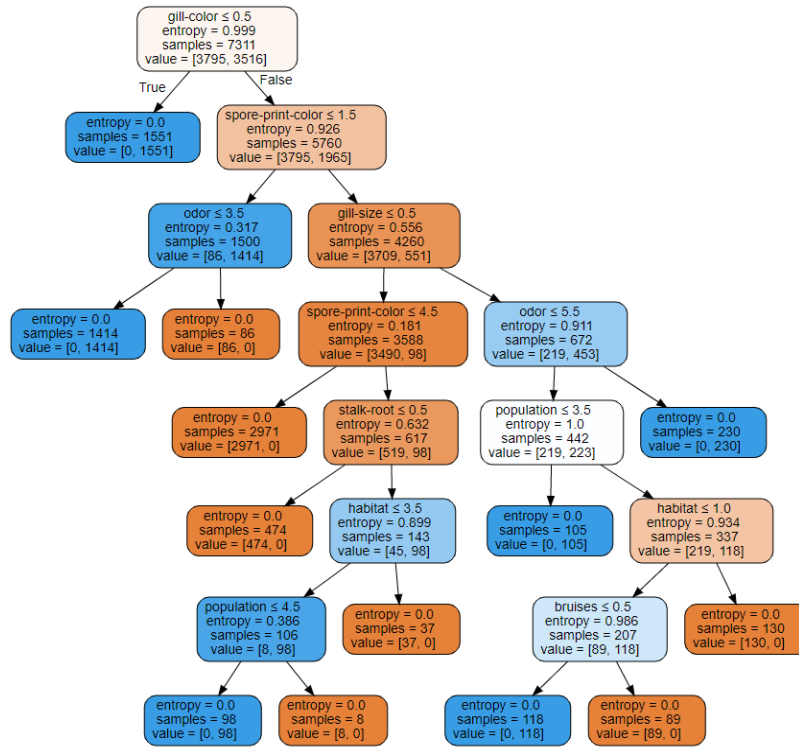 gill-color ≤ 0.5
entropy = 0.999
samples = 7311
value = [3795, 3516]
True
False
entropy = 0.0
samples = 1551
value = [0, 1551]
spore-print-color ≤ 1.5
entropy = 0.926
samples = 5760
value = [3795, 1965]
odor ≤ 3.5
entropy = 0.317
samples = 1500
value = [86, 1414]
gill-size ≤ 0.5
entropy = 0.556
samples = 4260
value = [3709, 551]
entropy = 0.0
samples = 1414
value = [0, 1414]
entropy = 0.0
samples = 86
value = [86, 0]
spore-print-color ≤ 4.5
entropy = 0.181
samples = 3588
value = [3490, 98]
odor ≤ 5.5
entropy = 0.911
samples = 672
value = [219, 453]
entropy = 0.0
samples = 2971
value = [2971, 0]
stalk-root ≤ 0.5
entropy = 0.632
samples = 617
value = [519, 98]
population ≤ 3.5
entropy = 1.0
samples = 442
value = [219, 223]
entropy = 0.0
samples = 230
value = [0, 230]
entropy = 0.0
samples = 474
value = [474, 0]
habitat ≤ 3.5
entropy = 0.899
samples = 143
value = [45, 98]
entropy = 0.0
samples = 105
value = [0, 105]
habitat ≤ 1.0
entropy = 0.934
samples = 337
value = [219, 118]
population ≤ 4.5
entropy = 0.386
samples = 106
value = [8, 98]
entropy = 0.0
samples = 37
value = [37, 0]
bruises ≤ 0.5
entropy = 0.986
samples = 207
value = [89, 118]
entropy = 0.0
samples = 130
value = [130, 0]
entropy = 0.0
samples = 98
value = [0, 98]
entropy = 0.0
samples = 8
value = [8, 0]
entropy = 0.0
samples = 118
value = [0, 118]
entropy = 0.0
samples = 89
value = [89, 0]